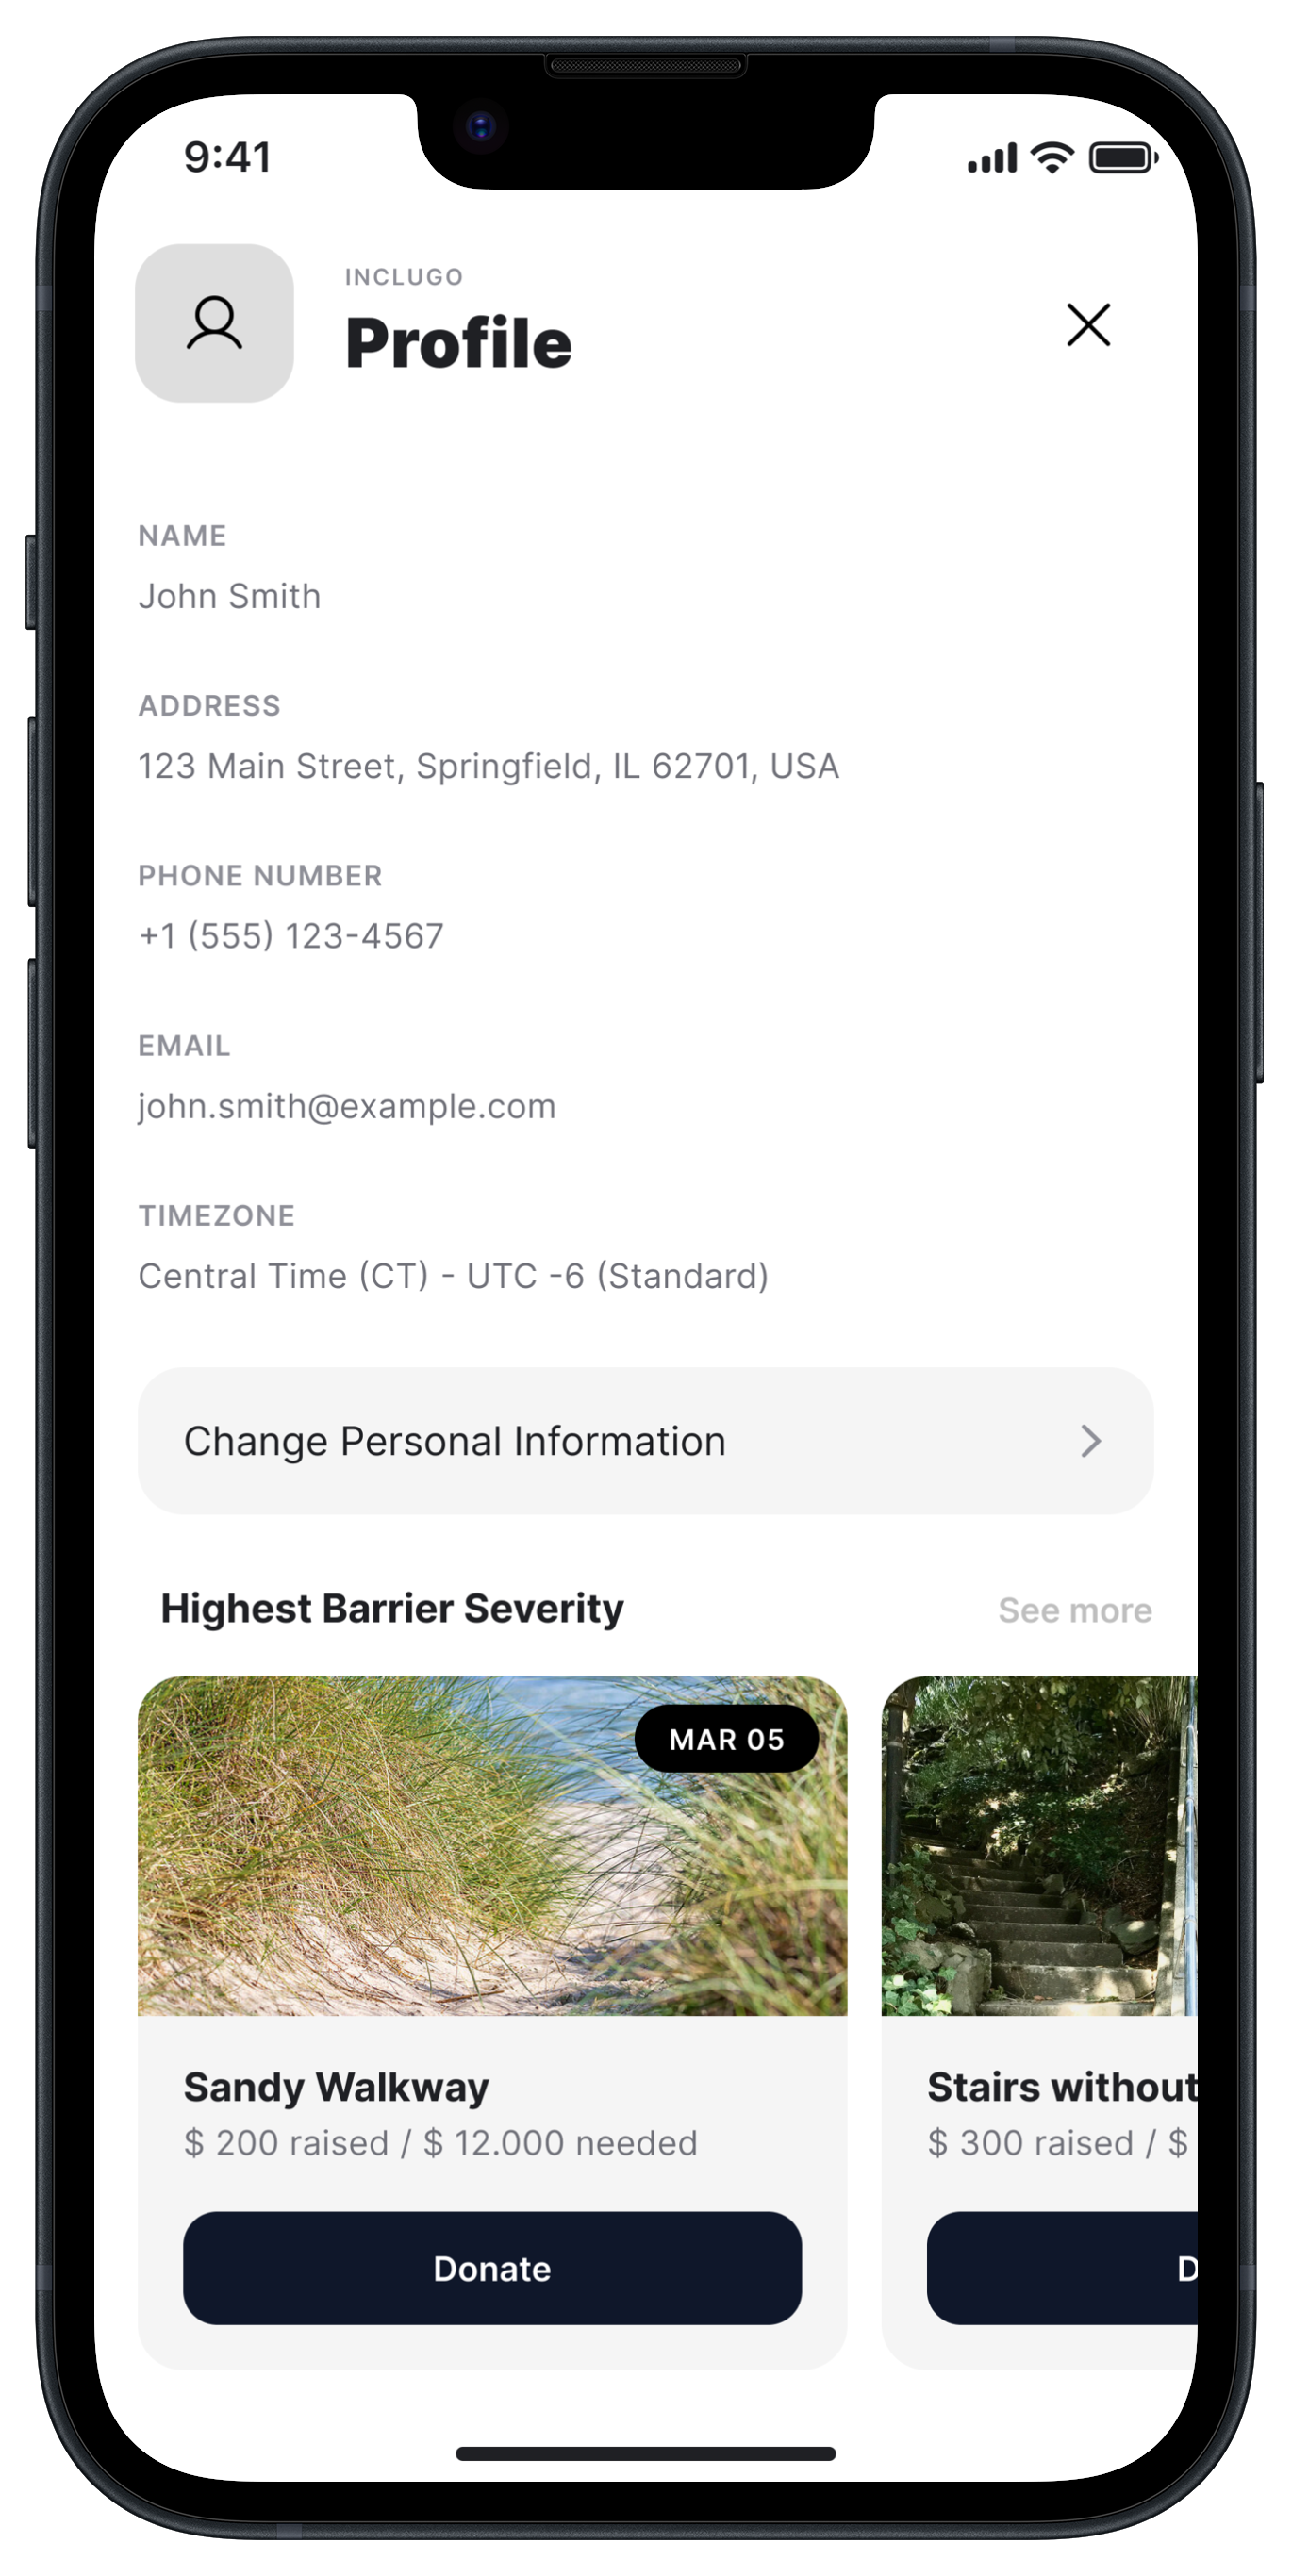 9:41
INCLUGO
Profile
NAME
John Smith
ADDRESS
123 Main Street, Springfield, IL 62701, USA
PHONE NUMBER
+1 (555) 123-4567
EMAIL
john.smith@example.com
TIMEZONE
Central Time (CT) - UTC -6 (Standard)
Change Personal Information
Highest Barrier Severity
See more
MAR 05
Sandy Walkway
$ 200 raised / $ 12.000 needed
Donate
Stairs without
$ 300 raised / $
D